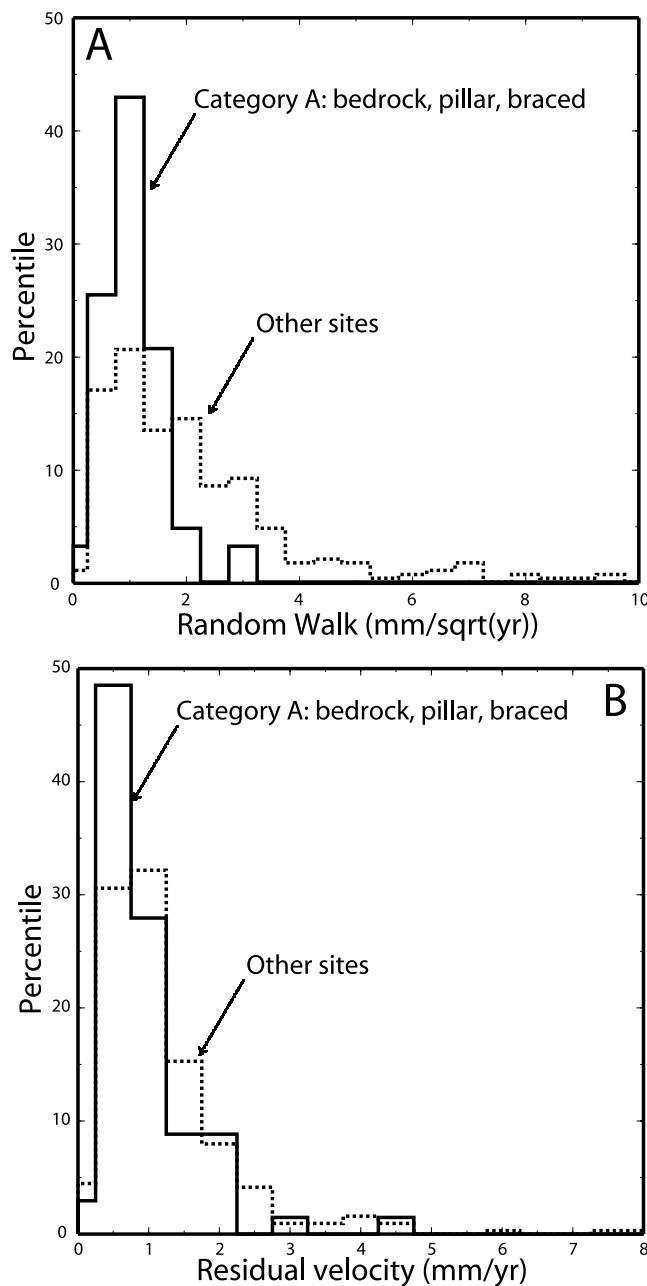 50
A
Category A: bedrock, pillar, braced
40
30
Percentile
Other sites
20
10
0
0 2 4 6 8 10
Random Walk (mm/sqrt(yr))
50
B
Category A: bedrock, pillar, braced
40
30
Percentile
Other sites
20
10
0
0 1 2 3 4 5 6 7 8
Residual velocity (mm/yr)